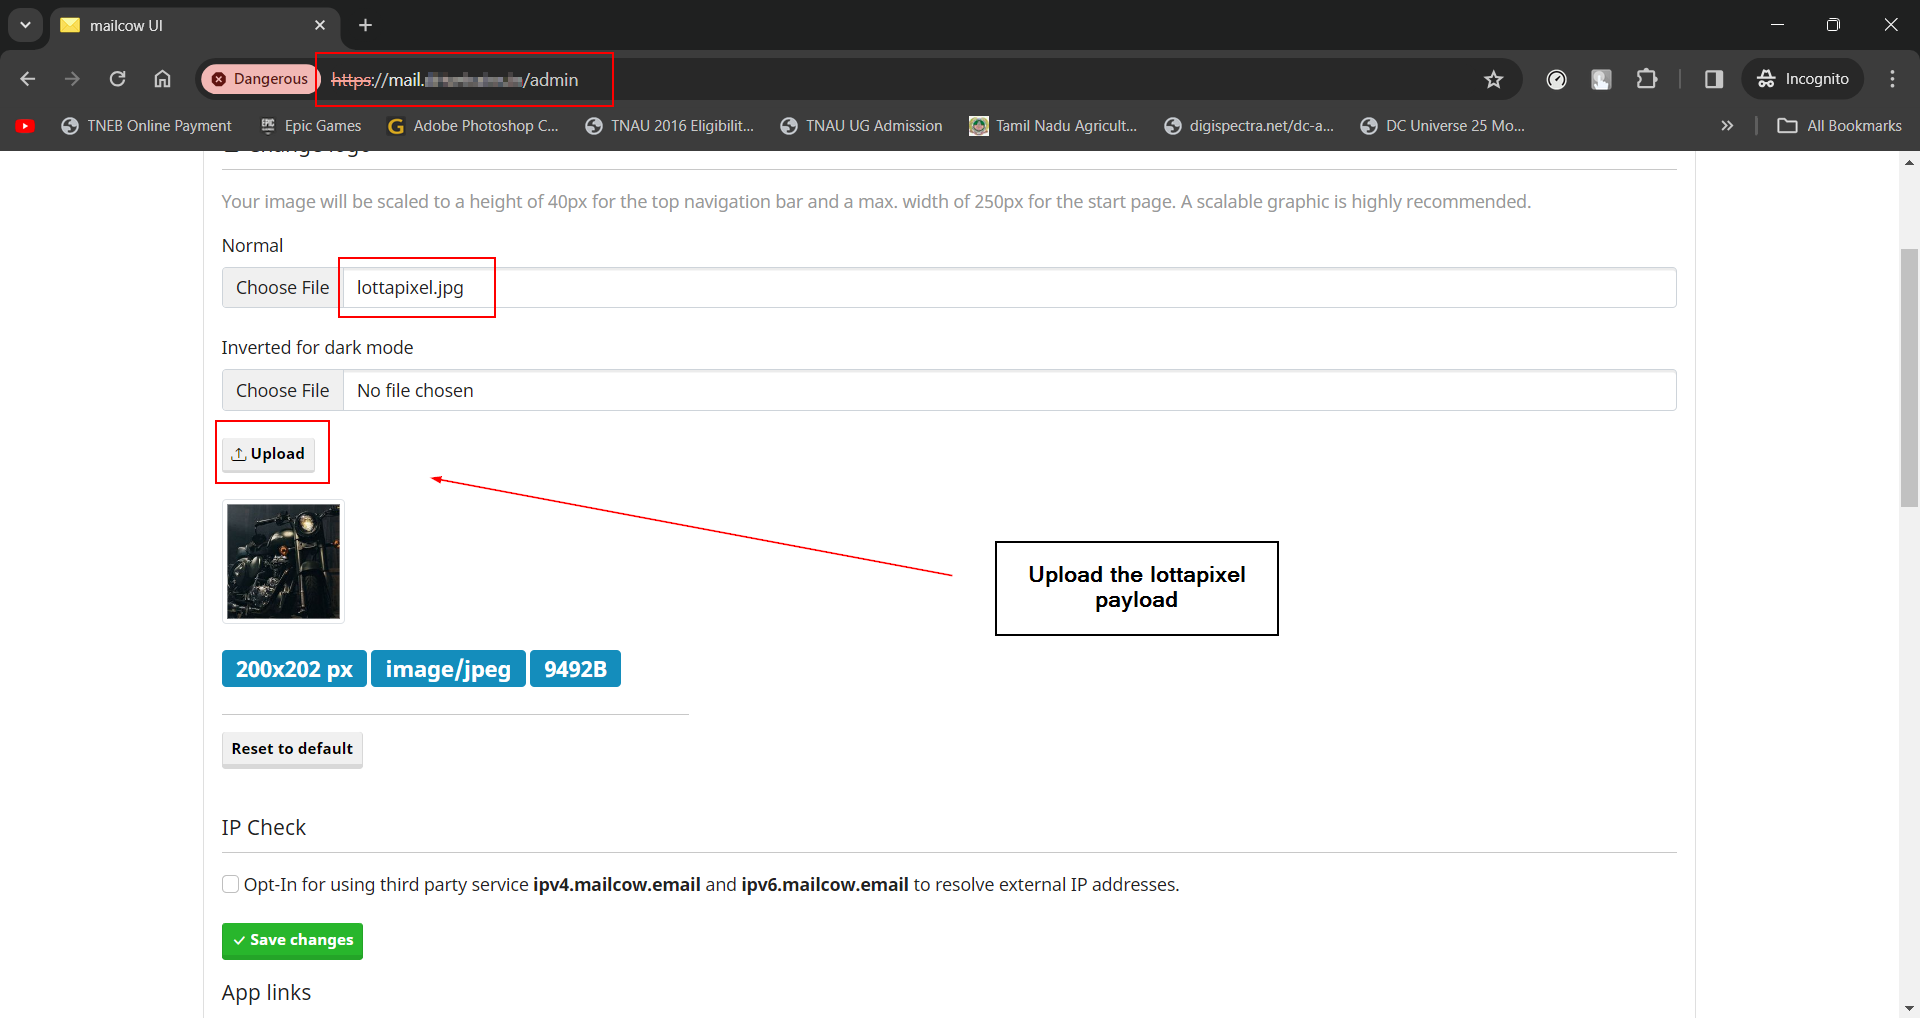 mailcow UI
Dangerous
https://mail.
/admin
Incognito
TNEB Online Payment
EPIC
Epic Games
G
Adobe Photoshop C...
TNAU 2016 Eligibilit...
TNAU UG Admission
Tamil Nadu Agricult...
digispectra.net/dc-a...
DC Universe 25 Mo...
All Bookmarks
Change logo
Your image will be scaled to a height of 40px for the top navigation bar and a max. width of 250px for the start page. A scalable graphic is highly recommended.
Normal
Choose File
lottapixel.jpg
Inverted for dark mode
Choose File
No file chosen
Upload
Upload the lottapixel
payload
200x202 px
image/jpeg
9492B
Reset to default
IP Check
Opt-In for using third party service ipv4.mailcow.email and ipv6.mailcow.email to resolve external IP addresses.
Save changes
App links